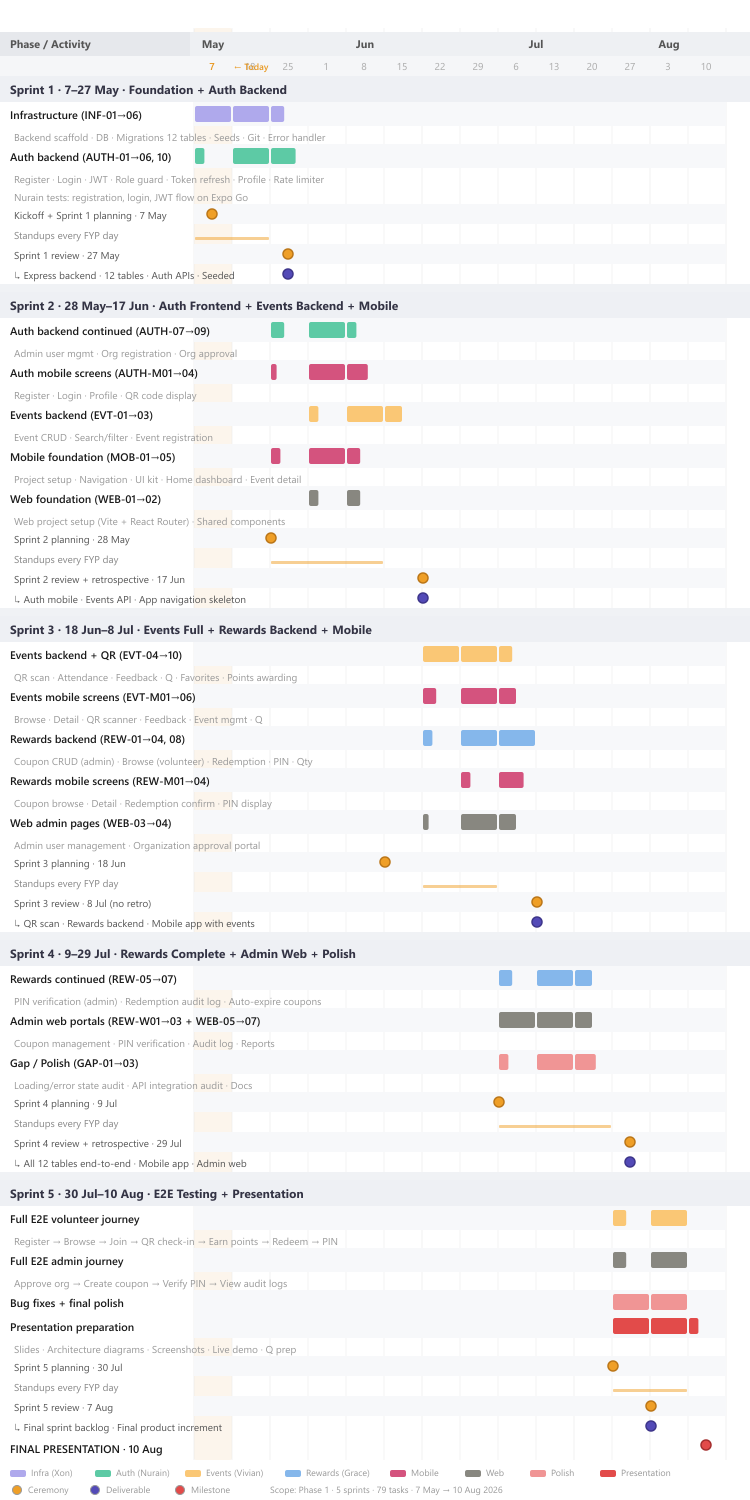 Phase / Activity May Jun Jul Aug
7 ← Today 18 25 1 8 15 22 29 6 13 20 27 10
Sprint 1 · 7–27 May · Foundation + Auth Backend
Infrastructure (INF-01→06)
Backend scaffold · DB · Migrations 12 tables · Seeds · Git · Error handler
Auth backend (AUTH-01→06, 10)
Register · Login · JWT · Role guard · Token refresh · Profile · Rate limiter
Nurain tests: registration, login, JWT flow on Expo Go
Kickoff + Sprint 1 planning · 7 May
Standups every FYP day
Sprint 1 review · 27 May
↳ Express backend · 12 tables · Auth APIs · Seeded
Sprint 2 · 28 May–17 Jun · Auth Frontend + Events Backend + Mobile
Auth backend continued (AUTH-07→09)
Admin user mgmt · Org registration · Org approval
Auth mobile screens (AUTH-M01→04)
Register · Login · Profile · QR code display
Events backend (EVT-01→03)
Event CRUD · Search/filter · Event registration
Mobile foundation (MOB-01→05)
Project setup · Navigation · UI kit · Home dashboard · Event detail
Web foundation (WEB-01→02)
Web project setup (Vite + React Router) · Shared components
Sprint 2 planning · 28 May
Standups every FYP day
Sprint 2 review + retrospective · 17 Jun
↳ Auth mobile · Events API · App navigation skeleton
Sprint 3 · 18 Jun–8 Jul · Events Full + Rewards Backend + Mobile
Events backend + QR (EVT-04→10)
QR scan · Attendance · Feedback · Q · Favorites · Points awarding
Events mobile screens (EVT-M01→06)
Browse · Detail · QR scanner · Feedback · Event mgmt · Q
Rewards backend (REW-01→04, 08)
Coupon CRUD (admin) · Browse (volunteer) · Redemption · PIN · Qty
Rewards mobile screens (REW-M01→04)
Coupon browse · Detail · Redemption confirm · PIN display
Web admin pages (WEB-03→04)
Admin user management · Organization approval portal
Sprint 3 planning · 18 Jun
Standups every FYP day
Sprint 3 review · 8 Jul (no retro)
↳ QR scan · Rewards backend · Mobile app with events
Sprint 4 · 9–29 Jul · Rewards Complete + Admin Web + Polish
Rewards continued (REW-05→07)
PIN verification (admin) · Redemption audit log · Auto-expire coupons
Admin web portals (REW-W01→03 + WEB-05→07)
Coupon management · PIN verification · Audit log · Reports
Gap / Polish (GAP-01→03)
Loading/error state audit · API integration audit · Docs
Sprint 4 planning · 9 Jul
Standups every FYP day
Sprint 4 review + retrospective · 29 Jul
↳ All 12 tables end-to-end · Mobile app · Admin web
Sprint 5 · 30 Jul–10 Aug · E2E Testing + Presentation
Full E2E volunteer journey
Register → Browse → Join → QR check-in → Earn points → Redeem → PIN
Full E2E admin journey
Approve org → Create coupon → Verify PIN → View audit logs
Bug fixes + final polish
Presentation preparation
Slides · Architecture diagrams · Screenshots · Live demo · Q prep
Sprint 5 planning · 30 Jul
Standups every FYP day
Sprint 5 review · 7 Aug
↳ Final sprint backlog · Final product increment
FINAL PRESENTATION · 10 Aug
Infra (Xon) Auth (Nurain) Events (Vivian) Rewards (Grace) Mobile Web Polish Presentation
Ceremony Deliverable Milestone Scope: Phase 1 · 5 sprints · 79 tasks · 7 May → 10 Aug 2026